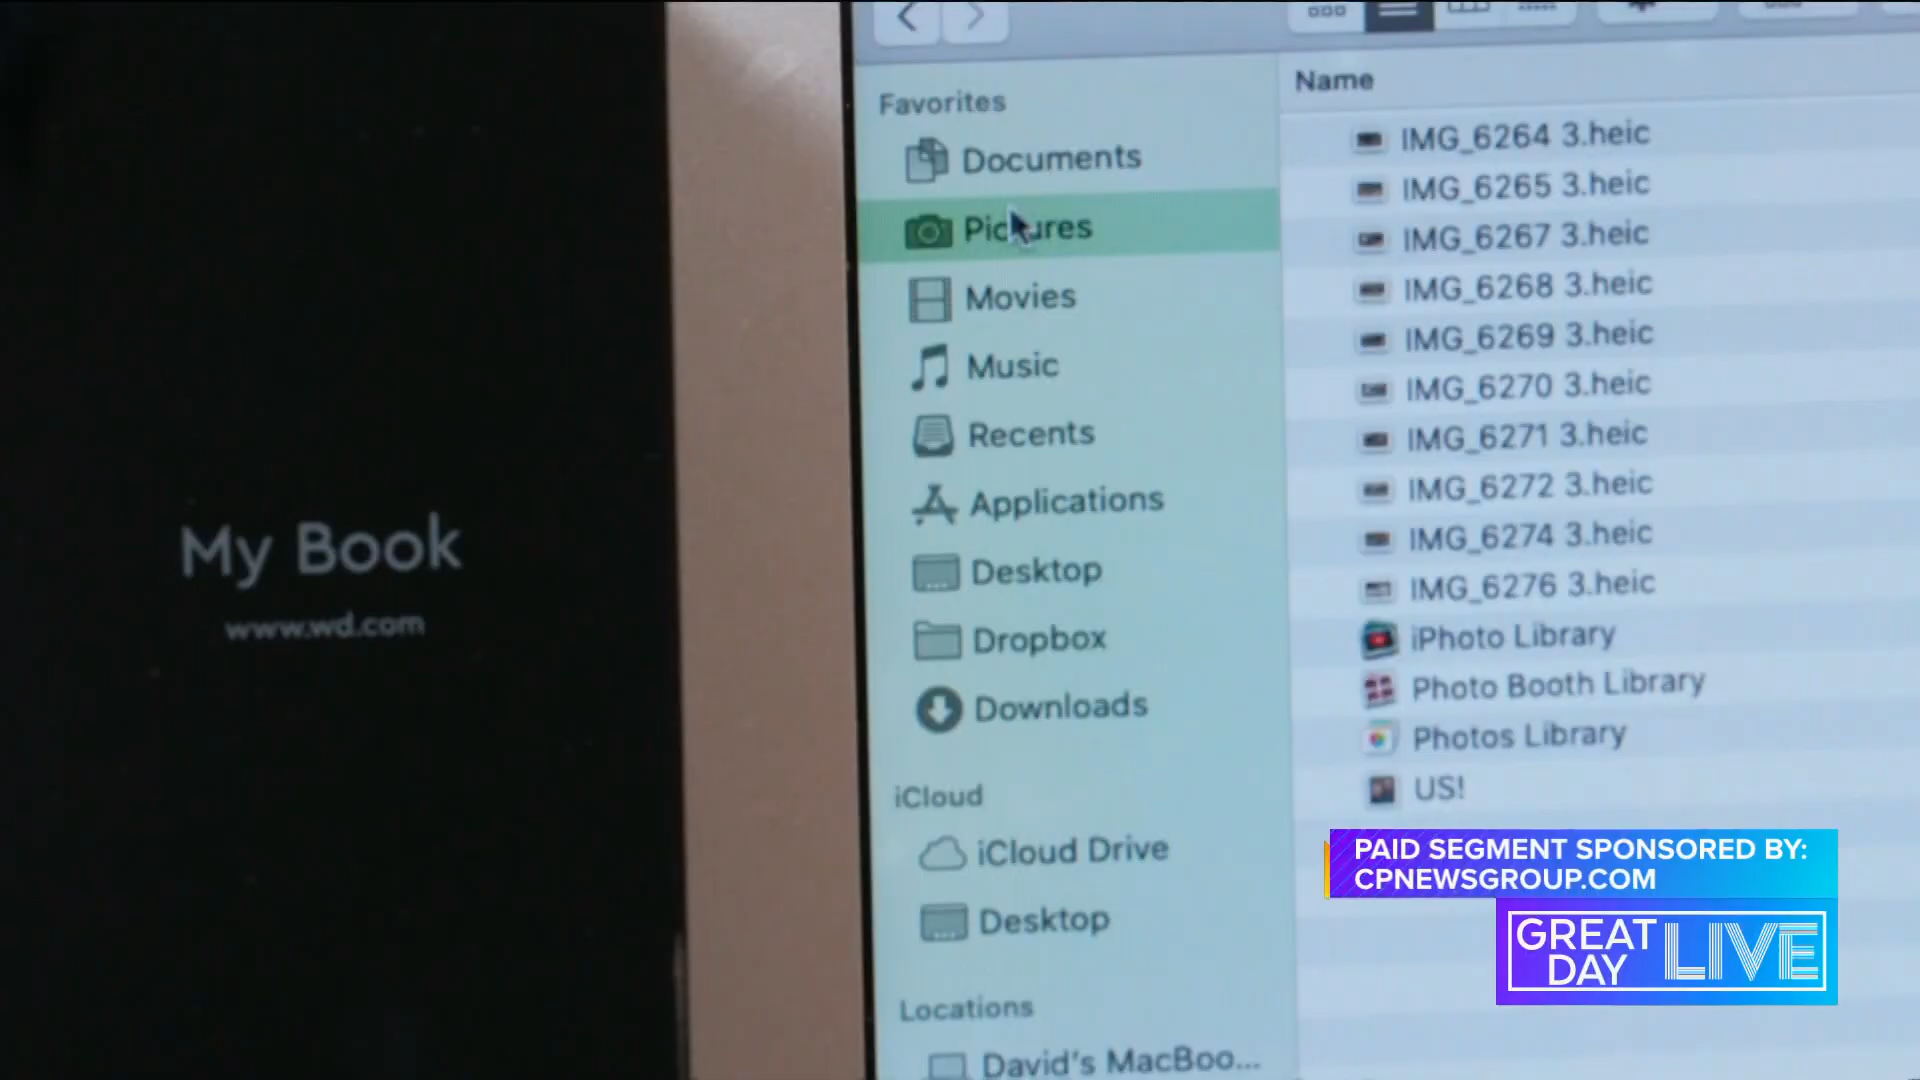 My Book
www.wd.com
Favorites
Documents
Pictures
Movies
Music
Recents
Applications
Desktop
Dropbox
Downloads
iCloud
iCloud Drive
Desktop
Locations
David's MacBoo...
Name
IMG_6264 3.heic
IMG_6265 3.heic
IMG_6267 3.heic
IMG_6268 3.heic
IMG_6269 3.heic
IMG_6270 3.heic
IMG_6271 3.heic
IMG_6272 3.heic
IMG_6274 3.heic
IMG_6276 3.heic
iPhoto Library
Photo Booth Library
Photos Library
US!
PAID SEGMENT SPONSORED BY:
CPNEWSGROUP.COM
GREAT
DAY
LIVE